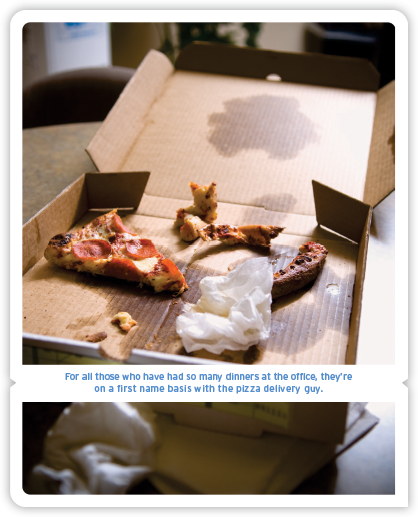 For all those who have had so many dinners at the office, they're
on a first name basis with the pizza delivery guy.